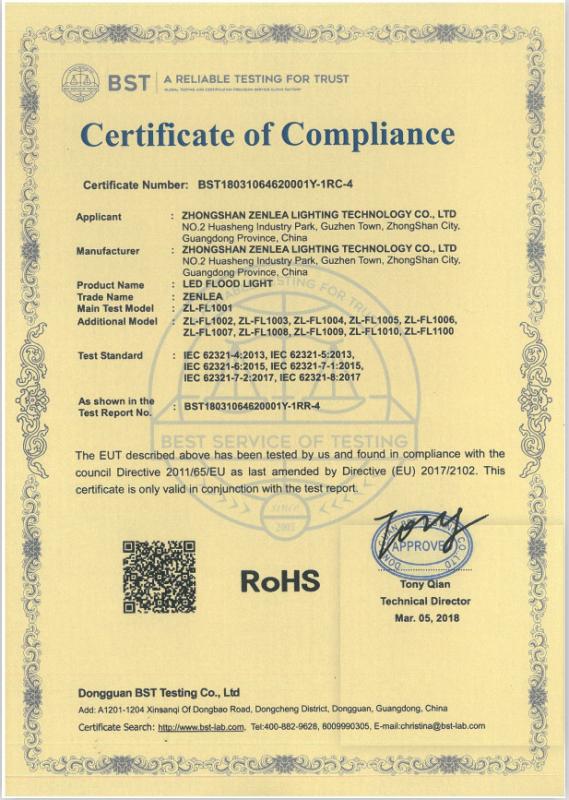 BST A RELIABLE TESTING FOR TRUST
Certificate of Compliance
Certificate Number: BST18031064620001Y-1RC-4
Applicant : ZHONGSHAN ZENLEA LIGHTING TECHNOLOGY CO., LTD
NO.2 Huasheng Industry Park, Guzhen Town, ZhongShan City,
Guangdong Province, China
Manufacturer : ZHONGSHAN ZENLEA LIGHTING TECHNOLOGY CO., LTD
NO.2 Huasheng Industry Park, Guzhen Town, ZhongShan City,
Guangdong Province, China
Product Name : LED FLOOD LIGHT
Trade Name : ZENLEA
Main Test Model : ZL-FL1001
Additional Model : ZL-FL1002, ZL-FL1003, ZL-FL1004, ZL-FL1005, ZL-FL1006,
ZL-FL1007, ZL-FL1008, ZL-FL1009, ZL-FL1010, ZL-FL1100
Test Standard : IEC 62321-4:2013, IEC 62321-5:2013,
IEC 62321-6:2015, IEC 62321-7-1:2015,
IEC 62321-7-2:2017, IEC 62321-8:2017
As shown in the
Test Report No. : BST18031064620001Y-1RR-4
BEST SERVICE OF TESTING
The EUT described above has been tested by us and found in compliance with the
council Directive 2011/65/EU as last amended by Directive (EU) 2017/2102. This
certificate is only valid in conjunction with the test report.
since
2005
Tony
APPROVED
RoHS
Tony Qian
Technical Director
Mar. 05, 2018
Dongguan BST Testing Co., Ltd
Add: A1201-1204 Xinsanqi Of Dongbao Road, Dongcheng District, Dongguan, Guangdong, China
Certificate Search: http://www.bst-lab.com, Tel:400-882-9628, 8009990305, E-mail:christina@bst-lab.com